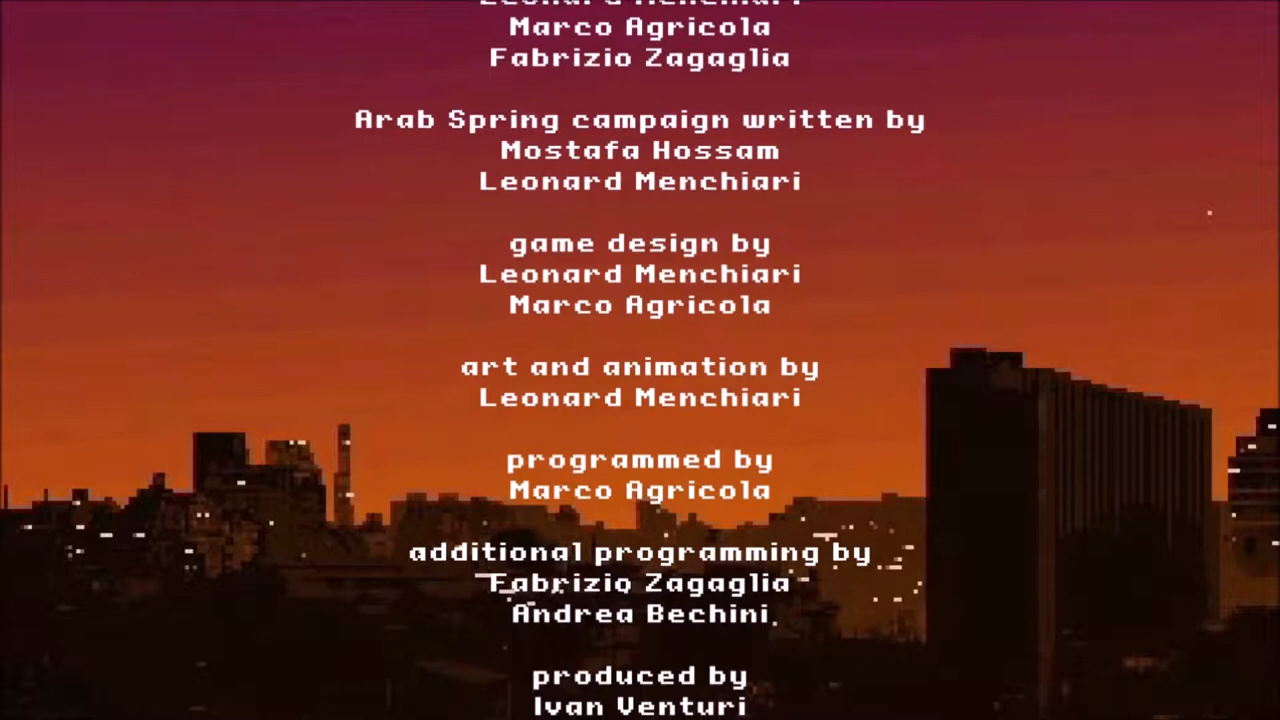 Leonard Menchiari
Marco Agricola
Fabrizio Zagaglia
Arab Spring campaign written by
Mostafa Hossam
Leonard Menchiari
game design by
Leonard Menchiari
Marco Agricola
art and animation by
Leonard Menchiari
programmed by
Marco Agricola
additional programming by
Fabrizio Zagaglia
Andrea Bechini
produced by
Ivan Venturi